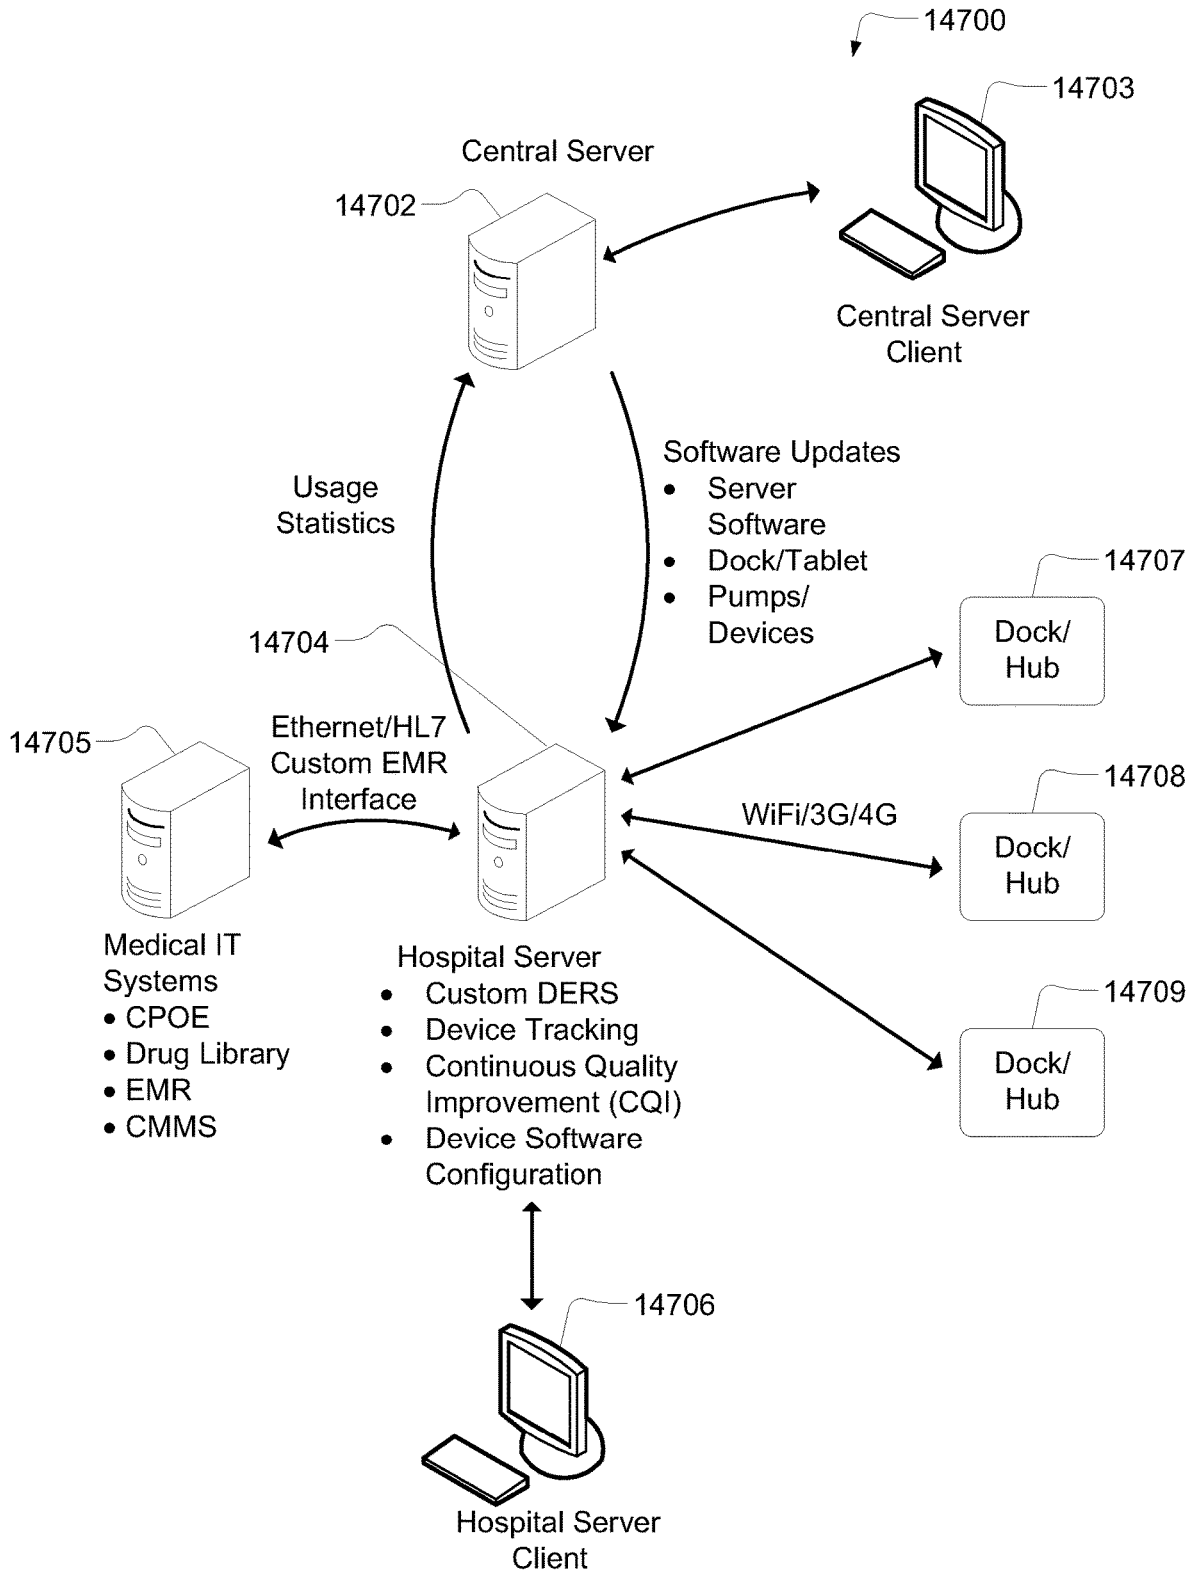 14700
14703
Central Server
14702
Central Server
Client
Software Updates
• Server
Software
• Dock/Tablet
• Pumps/
Devices
Usage
Statistics
14707
Dock/
Hub
14704
Ethernet/HL7
Custom EMR
Interface
14705
14708
WiFi/3G/4G
Dock/
Hub
Medical IT
Systems
• CPOE
• Drug Library
• EMR
• CMMS
Hospital Server
• Custom DERS
• Device Tracking
• Continuous Quality
Improvement (CQI)
• Device Software
Configuration
14709
Dock/
Hub
14706
Hospital Server
Client